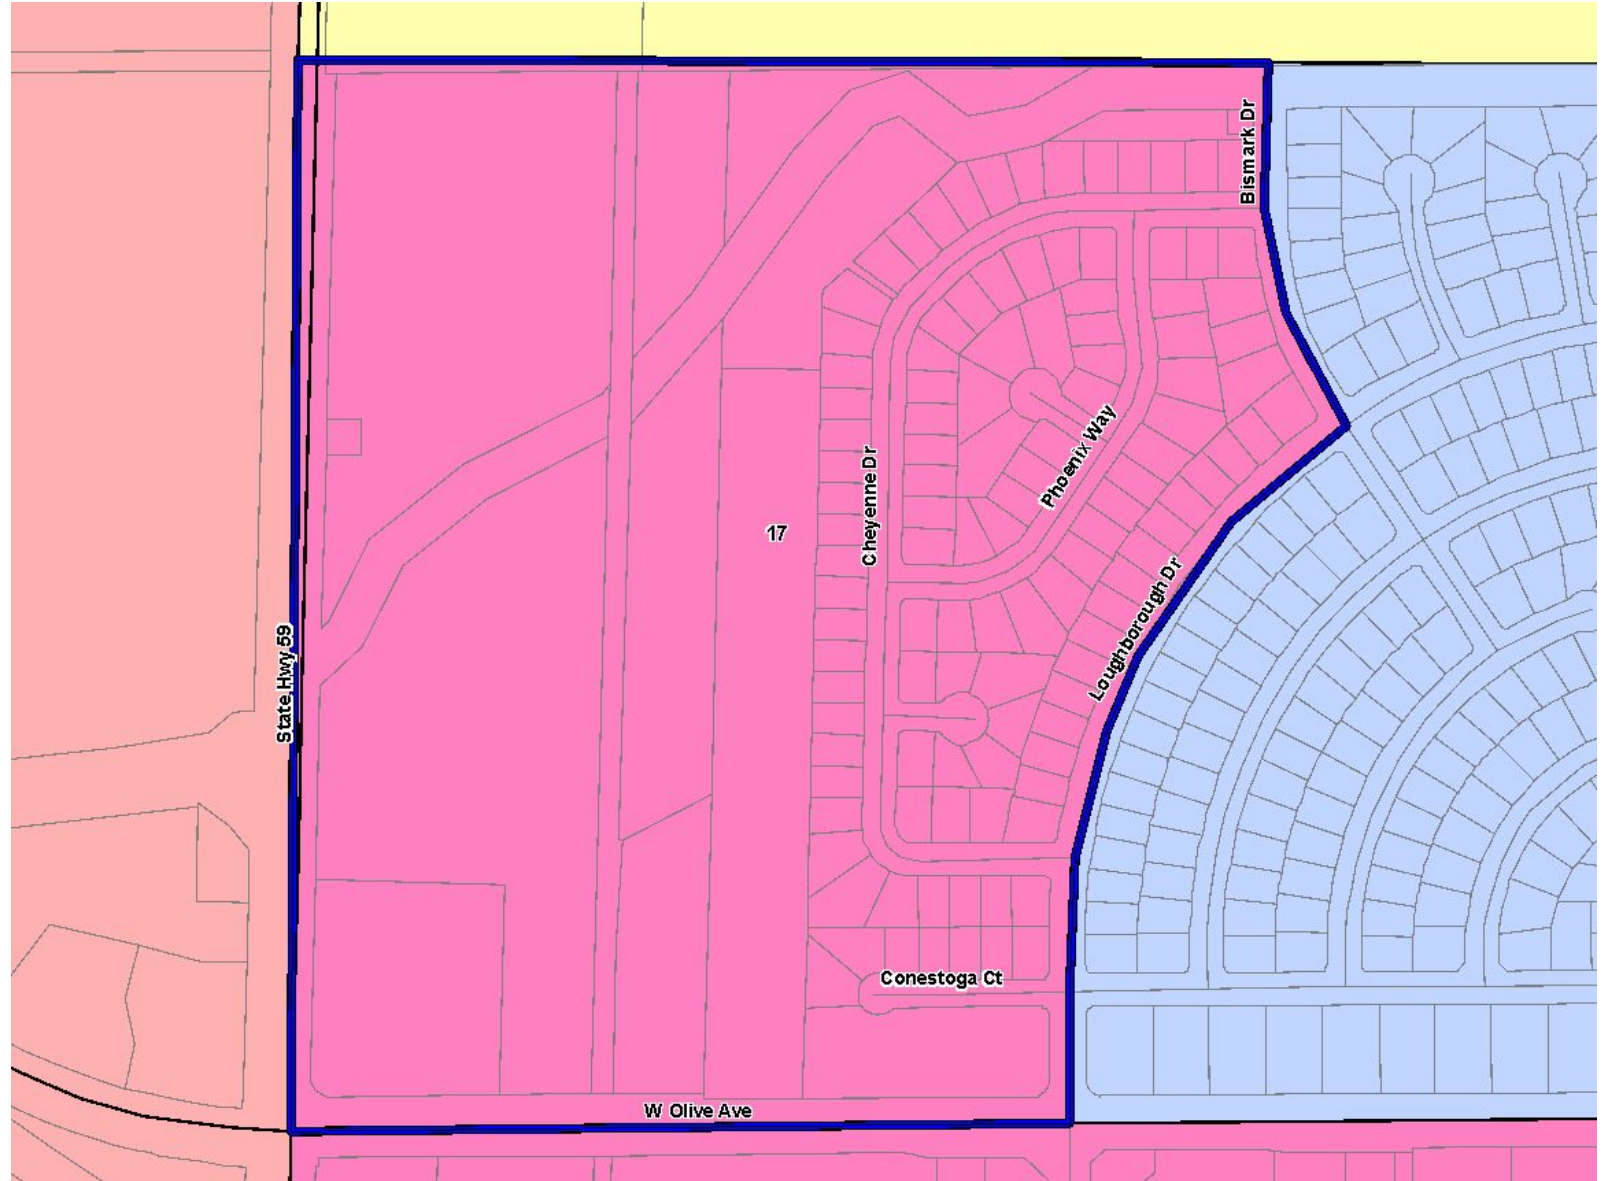 Bismark Dr
Phoenix Way
Cheyenne Dr
17
Loughborough Dr
State Hwy 59
Conestoga Ct
W Olive Ave